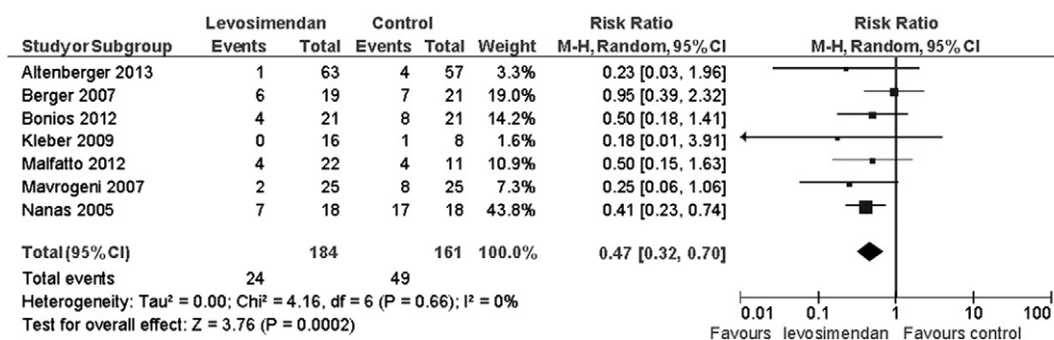 Levosimendan Control Risk Ratio Risk Ratio
Study or Subgroup Events Total Events Total Weight M-H, Random, 95% CI M-H, Random, 95% CI
Altenberger 2013 1 63 4 57 3.3% 0.23 [0.03, 1.96]
Berger 2007 6 19 7 21 19.0% 0.95 [0.39, 2.32]
Bonios 2012 4 21 8 21 14.2% 0.50 [0.18, 1.41]
Kleber 2009 0 16 1 8 1.6% 0.18 [0.01, 3.91]
Malfatto 2012 4 22 4 11 10.9% 0.50 [0.15, 1.63]
Mavrogeni 2007 2 25 8 25 7.3% 0.25 [0.06, 1.06]
Nanas 2005 7 18 17 18 43.8% 0.41 [0.23, 0.74]
Total (95% CI) 184 161 100.0% 0.47 [0.32, 0.70]
Total events 24 49
Heterogeneity: Tau² = 0.00; Chi² = 4.16, df = 6 (P = 0.66); I² = 0%
Test for overall effect: Z = 3.76 (P = 0.0002)
0.01 0.1 1 10 100
Favours levosimendan Favours control